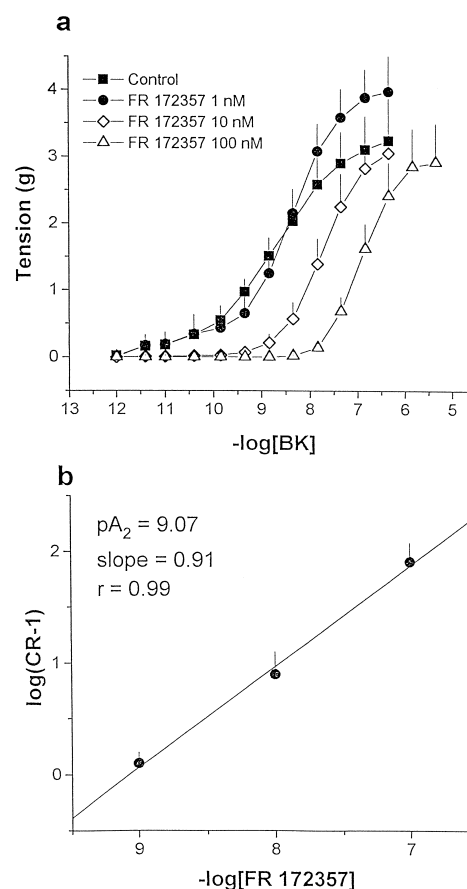 a
Control
FR 172357 1 nM
FR 172357 10 nM
FR 172357 100 nM
4
3
2
1
0
Tension (g)
13 12 11 10 9 8 7 6 5
-log[BK]
b
pA2 = 9.07
slope = 0.91
r = 0.99
2
1
0
log(CR-1)
9 8 7
-log[FR 172357]